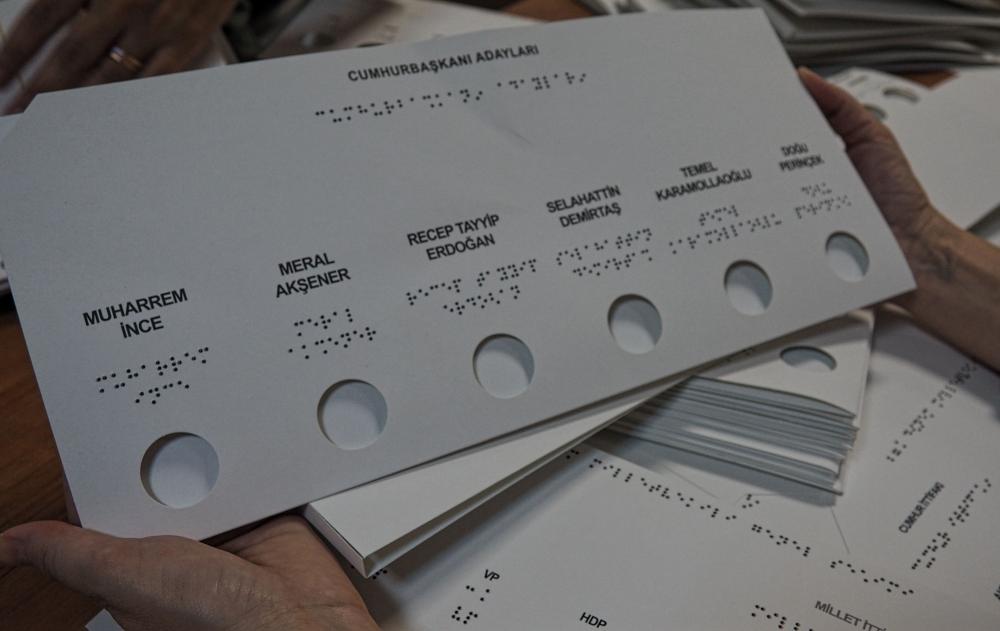 CUMHURBAŞKANI ADAYLARI
MUHARREM
İNCE
MERAL
AKŞENER
RECEP TAYYİP
ERDOĞAN
SELAHATTİN
DEMİRTAŞ
TEMEL
KARAMOLLAOĞLU
DOĞU
PERİNÇEK
CUMHUR İTTİFAKI
VP
HDP
MİLLET İTTİ